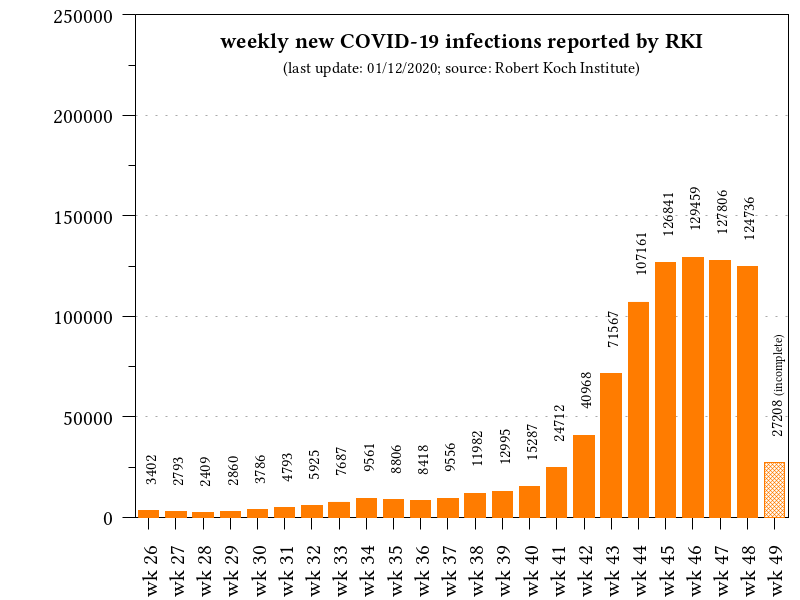 weekly new COVID-19 infections reported by RKI
(last update: 01/12/2020; source: Robert Koch Institute)
250000
200000
150000
100000
50000
0
3402
2793
2409
2860
3786
4793
5925
7687
9561
8806
8418
9556
11982
12995
15287
24712
40968
71567
107161
126841
129459
127806
124736
27208 (incomplete)
wk 26
wk 27
wk 28
wk 29
wk 30
wk 31
wk 32
wk 33
wk 34
wk 35
wk 36
wk 37
wk 38
wk 39
wk 40
wk 41
wk 42
wk 43
wk 44
wk 45
wk 46
wk 47
wk 48
wk 49